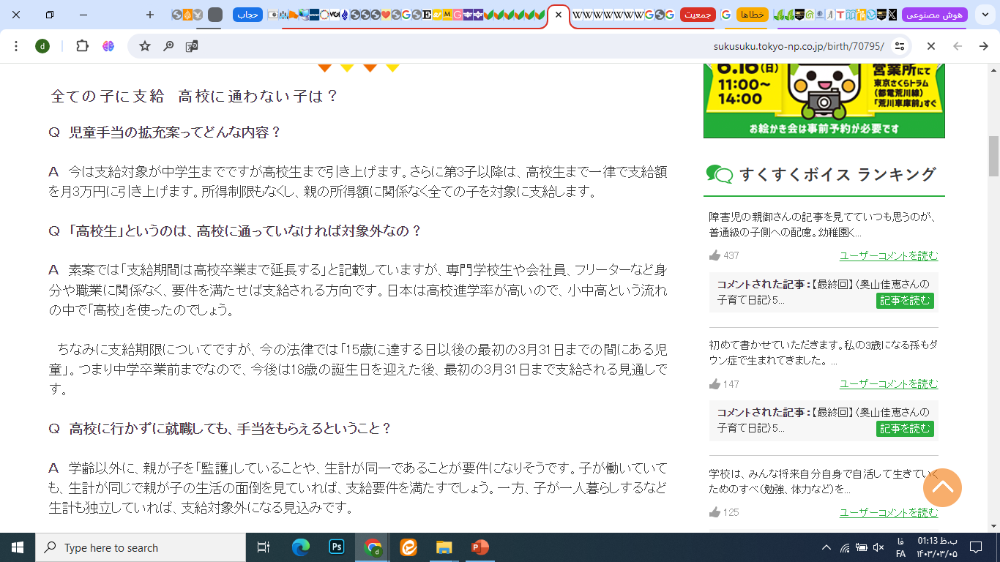 حجاب
جمعیت
خطاها
هوش مصنوعی
sukusuku.tokyo-np.co.jp/birth/70795/
全ての子に支給　高校に通わない子は？
Q　児童手当の拡充案ってどんな内容？
A　今は支給対象が中学生までですが高校生まで引き上げます。さらに第3子以降は、高校生まで一律で支給額
を月3万円に引き上げます。所得制限もなくし、親の所得額に関係なく全ての子を対象に支給します。
Q　「高校生」というのは、高校に通っていなければ対象外なの？
A　素案では「支給期間は高校卒業まで延長する」と記載していますが、専門学校生や会社員、フリーターなど身
分や職業に関係なく、要件を満たせば支給される方向です。日本は高校進学率が高いので、小中高という流れ
の中で「高校」を使ったのでしょう。
ちなみに支給期限についてですが、今の法律では「15歳に達する日以後の最初の3月31日までの間にある児
童」。つまり中学卒業前までなので、今後は18歳の誕生日を迎えた後、最初の3月31日まで支給される見通しで
す。
Q　高校に行かずに就職しても、手当をもらえるということ？
A　学齢以外に、親が子を「監護」していることや、生計が同一であることが要件になりそうです。子が働いていて
も、生計が同じで親が子の生活の面倒を見ていれば、支給要件を満たすでしょう。一方、子が一人暮らしするなど
生計も独立していれば、支給対象外になる見込みです。
6.16(日)
11:00～
14:00
営業所にて
東京さくらトラム
(都電荒川線)
「荒川車庫前」すぐ
お絵かき会は事前予約が必要です
すくすくボイス ランキング
障害児の親御さんの記事を見てていつも思うのが、
普通級の子側への配慮。幼稚園く...
437
ユーザーコメントを読む
コメントされた記事：【最終回】〈奥山佳恵さんの
子育て日記〉5...
記事を読む
初めて書かせていただきます。私の3歳になる孫もダ
ウン症で生まれてきました。 ...
147
ユーザーコメントを読む
コメントされた記事：【最終回】〈奥山佳恵さんの
子育て日記〉5...
記事を読む
学校は、みんな将来自分自身で自活して生きていく
ためのすべ(勉強、体力など)を...
125
ユーザーコメントを読む
Type here to search
فا
FA
01:13 ب.ظ
۱۴۰۳/۰۳/۰۵